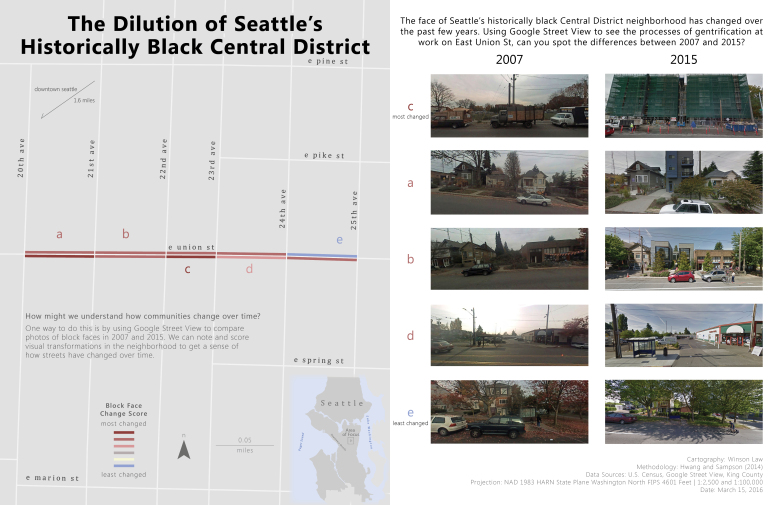 The Dilution of Seattle's
Historically Black Central District
e pine st
downtown seattle
1.6 miles
20th ave
21st ave
22nd ave
23rd ave
e pike st
24th ave
25th ave
a
b
e
e union st
c
d
How might we understand how communities change over time?
One way to do this is by using Google Street View to compare
photos of block faces in 2007 and 2015. We can note and score
visual transformations in the neighborhood to get a sense of
how streets have changed over time.
e spring st
Block Face
Change Score
most changed
least changed
N
0.05
miles
Seattle
Area
of Focus
e marion st
The face of Seattle's historically black Central District neighborhood has changed over
the past few years. Using Google Street View to see the processes of gentrification at
work on East Union St, can you spot the differences between 2007 and 2015?
2007
2015
c
most changed
a
b
d
e
least changed
Cartography: Winson Law
Methodology: Hwang and Sampson (2014)
Data Sources: U.S. Census, Google Street View, King County
Projection: NAD 1983 HARN State Plane Washington North FIPS 4601 Feet | 1:2,500 and 1:100,000
Date: March 15, 2016